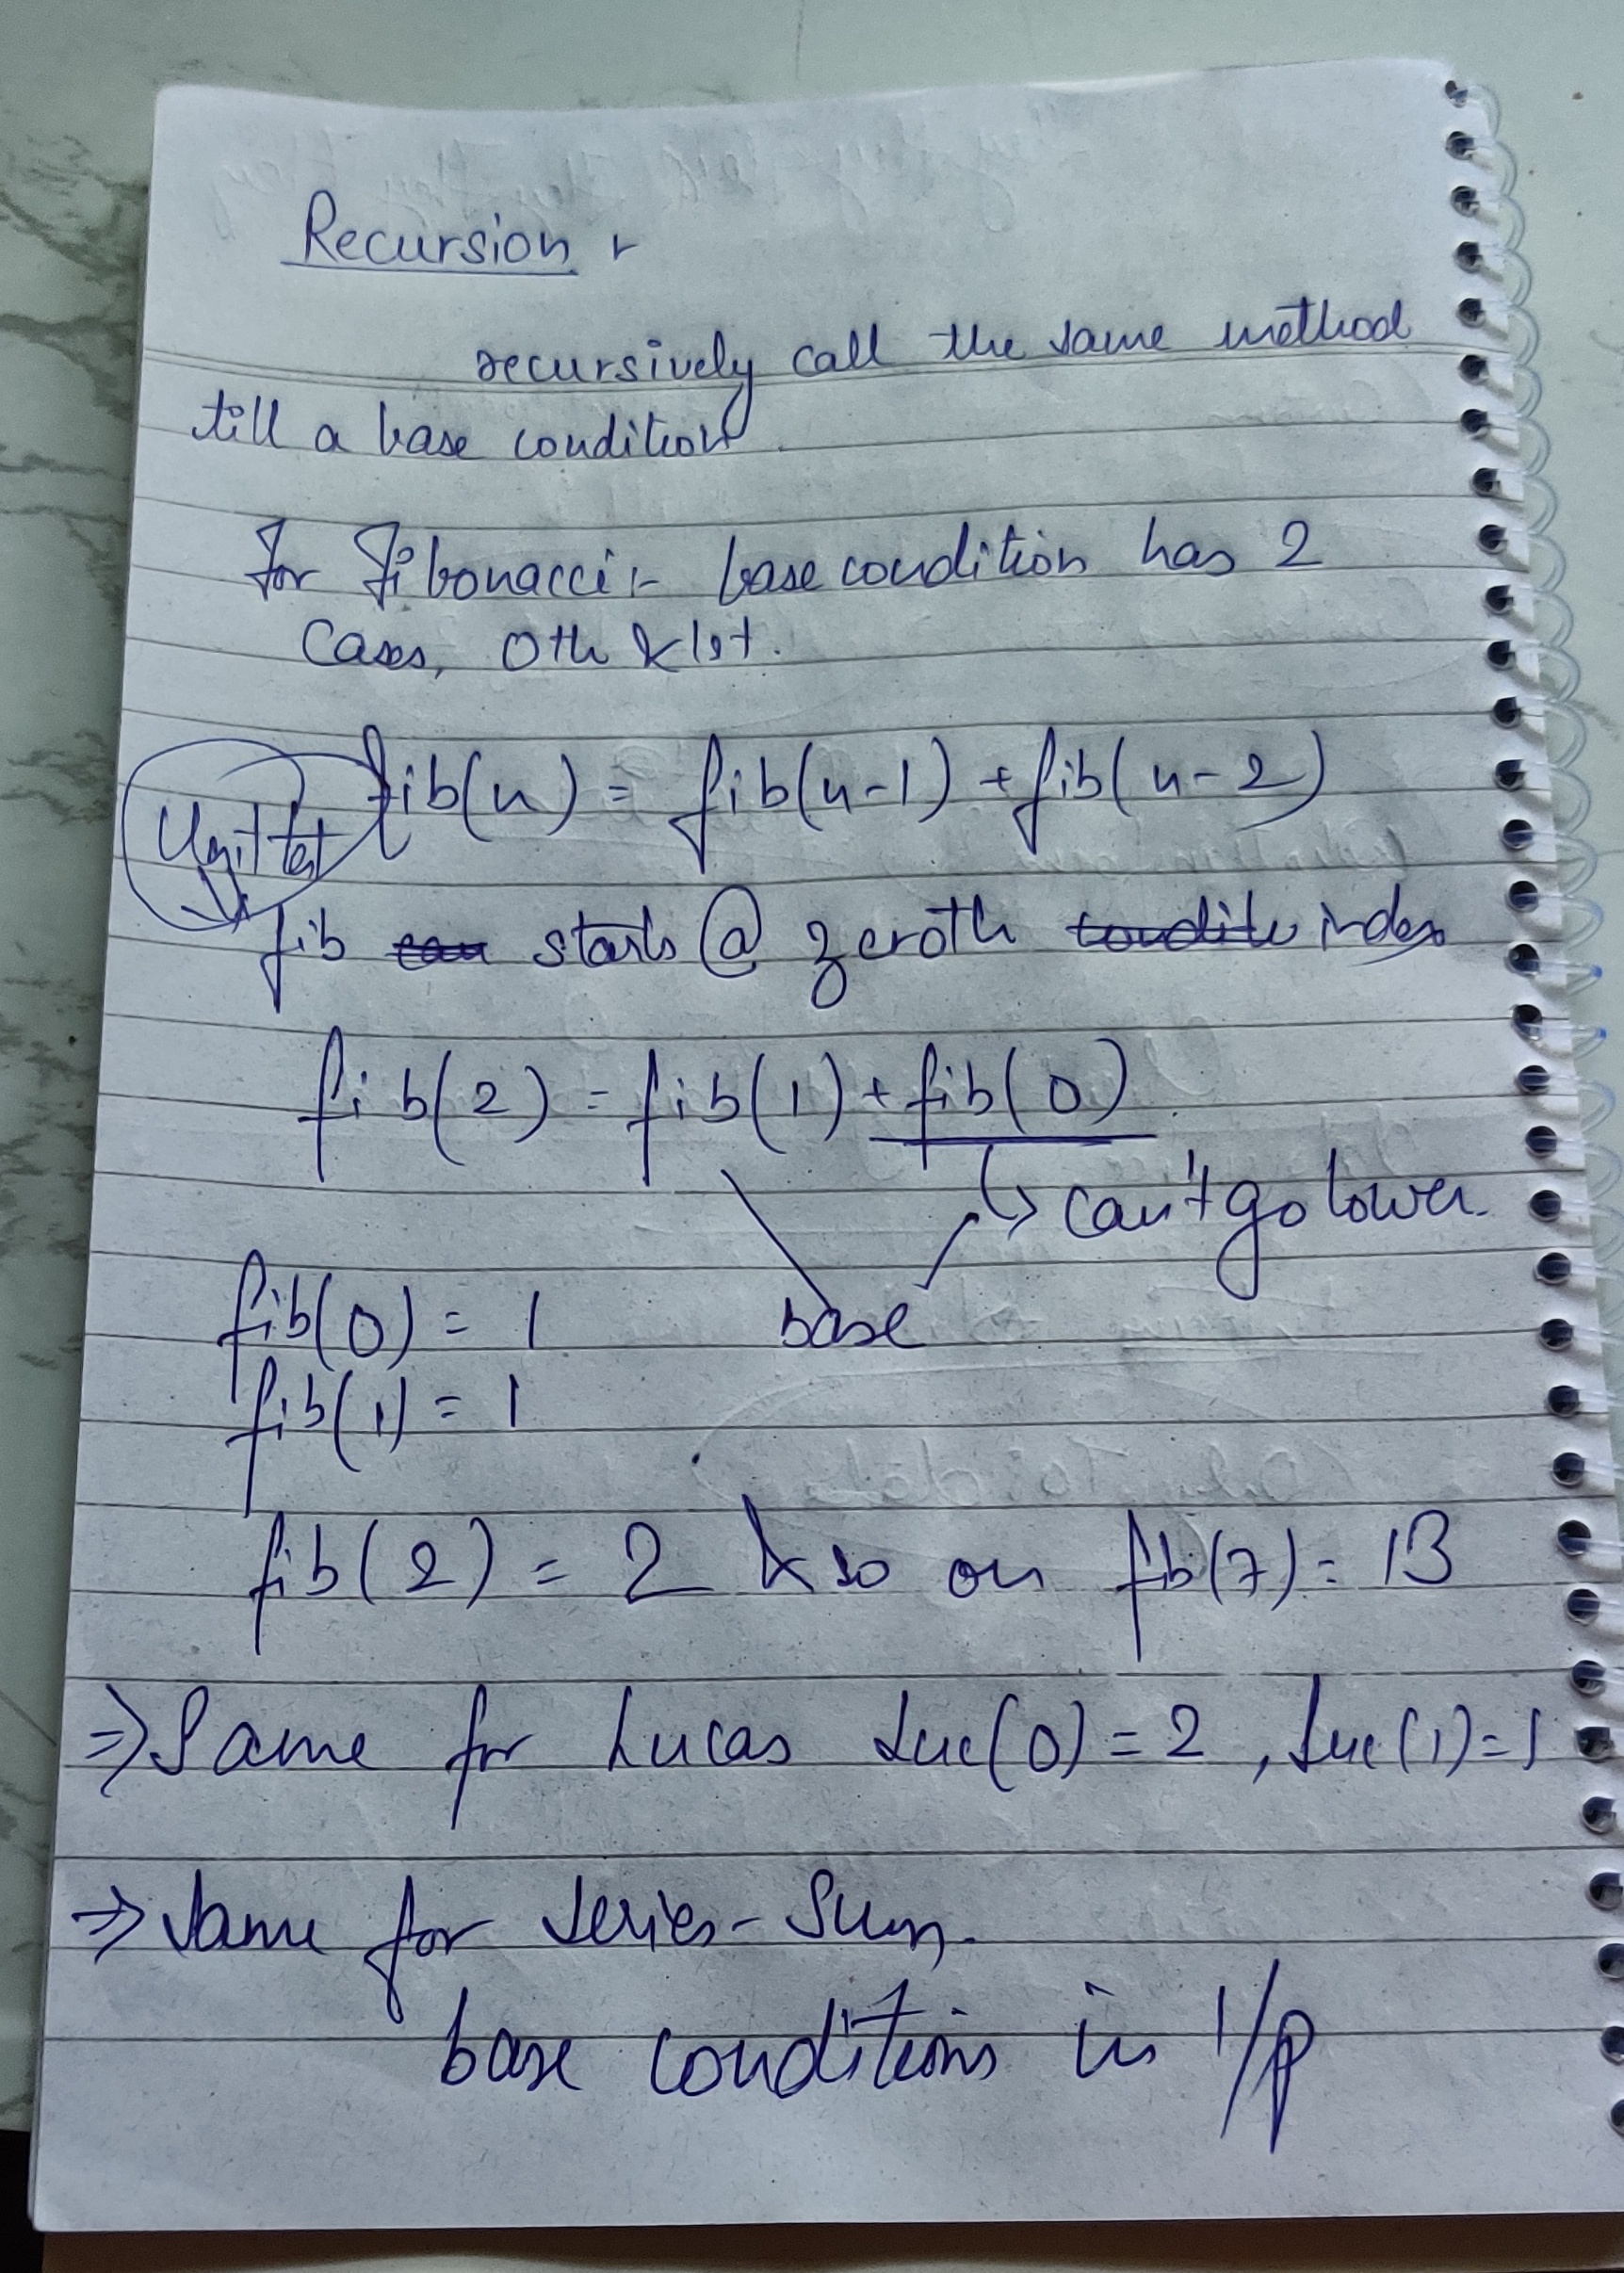 Recursion :-
recursively call the same method
till a base condition.
For Fibonacci :- base condition has 2
Cases, 0th & 1st.
fib(n) = fib(n-1) + fib(n-2)
Unit test
fib starts @ zeroth index
fib(2) = fib(1) + fib(0)
can't go lower.
fib(0) = 1 base
fib(1) = 1
fib(2) = 2 & so on fib(7) = 13
⇒ Same for Lucas Luc(0) = 2, Luc(1) = 1
⇒ Same for Series-Sum.
base conditions in I/p